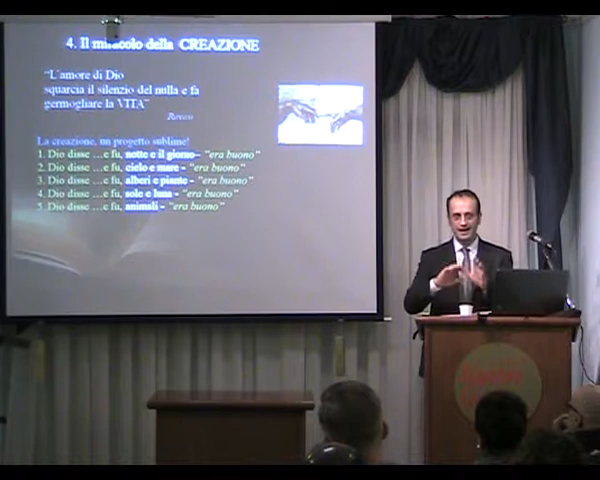 4. Il miracolo della CREAZIONE
"L'amore di Dio
squarcia il silenzio del nulla e fa
germogliare la VITA"
La creazione, un progetto sublime!
1. Dio disse …e fu, notte e il giorno– "era buono"
2. Dio disse …e fu, cielo e mare - "era buono"
3. Dio disse …e fu, alberi e piante - "era buono"
4. Dio disse …e fu, sole e luna - "era buono"
5. Dio disse …e fu, animali - "era buono"